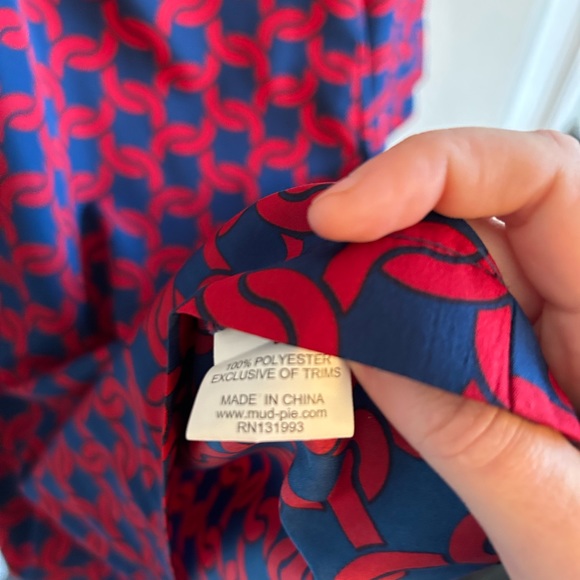 100% POLYESTER
EXCLUSIVE OF TRIMS
MADE IN CHINA
www.mud-pie.com
RN131993